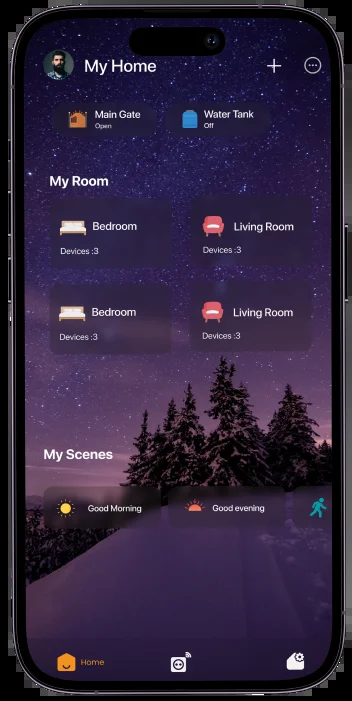 My Home
Main Gate
Open
Water Tank
Off
My Room
Bedroom
Devices :3
Living Room
Devices :3
Bedroom
Devices :3
Living Room
Devices :3
My Scenes
Good Morning
Good evening
Home